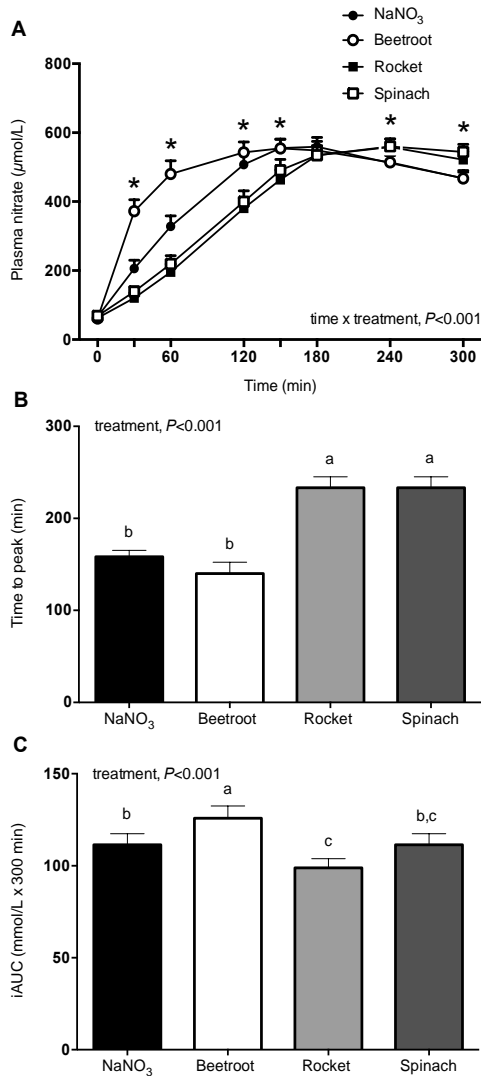 A
NaNO₃
Beetroot
Rocket
Spinach
Plasma nitrate (µmol/L)
800
600
400
200
0
* * * * * *
time x treatment, P<0.001
0 60 120 180 240 300
Time (min)
B
treatment, P<0.001
Time to peak (min)
300
200
100
0
b b a a
NaNO₃ Beetroot Rocket Spinach
C
treatment, P<0.001
iAUC (mmol/L x 300 min)
150
100
50
0
b a c b,c
NaNO₃ Beetroot Rocket Spinach